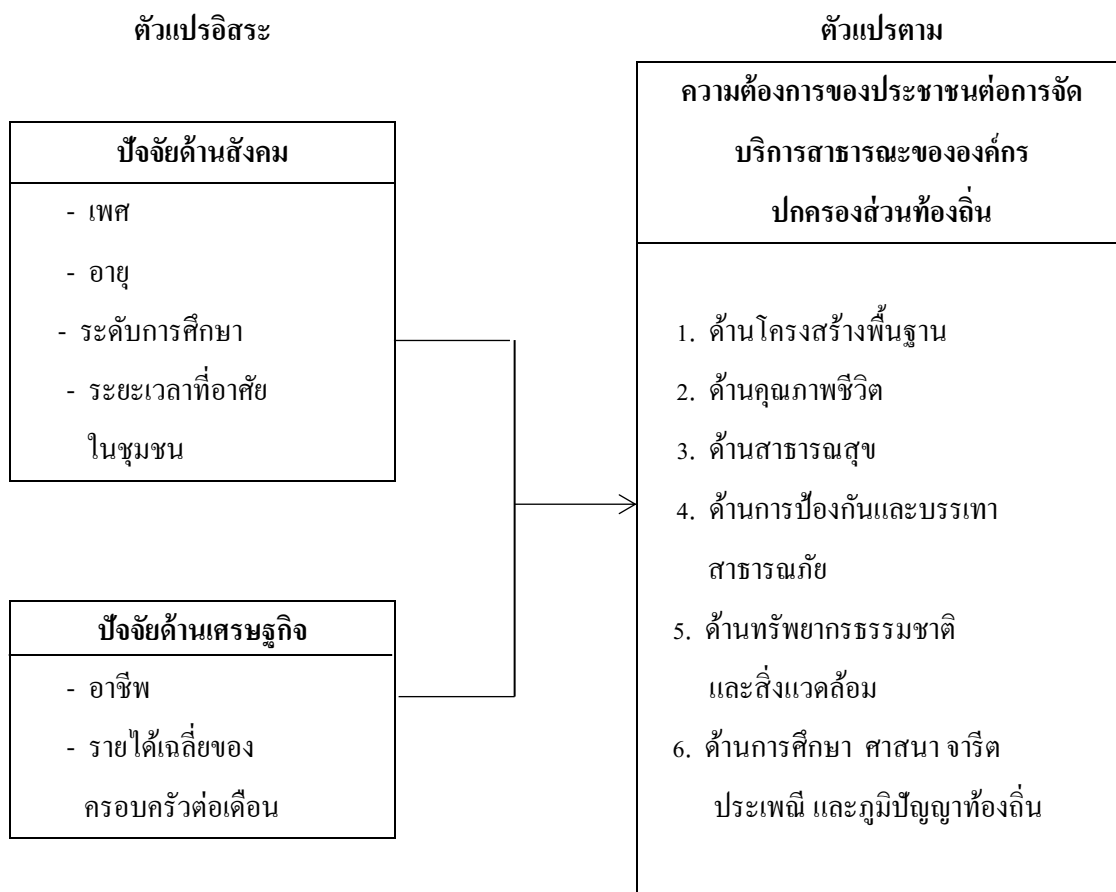 ตัวแปรอิสระ
ปัจจัยด้านสังคม
- เพศ
- อายุ
- ระดับการศึกษา
- ระยะเวลาที่อาศัย
ในชุมชน
ปัจจัยด้านเศรษฐกิจ
- อาชีพ
- รายได้เฉลี่ยของ
ครอบครัวต่อเดือน
ตัวแปรตาม
ความต้องการของประชาชนต่อการจัด
บริการสาธารณะขององค์กร
ปกครองส่วนท้องถิ่น
1. ด้านโครงสร้างพื้นฐาน
2. ด้านคุณภาพชีวิต
3. ด้านสาธารณสุข
4. ด้านการป้องกันและบรรเทา
สาธารณภัย
5. ด้านทรัพยากรธรรมชาติ
และสิ่งแวดล้อม
6. ด้านการศึกษา ศาสนา จารีต
ประเพณี และภูมิปัญญาท้องถิ่น